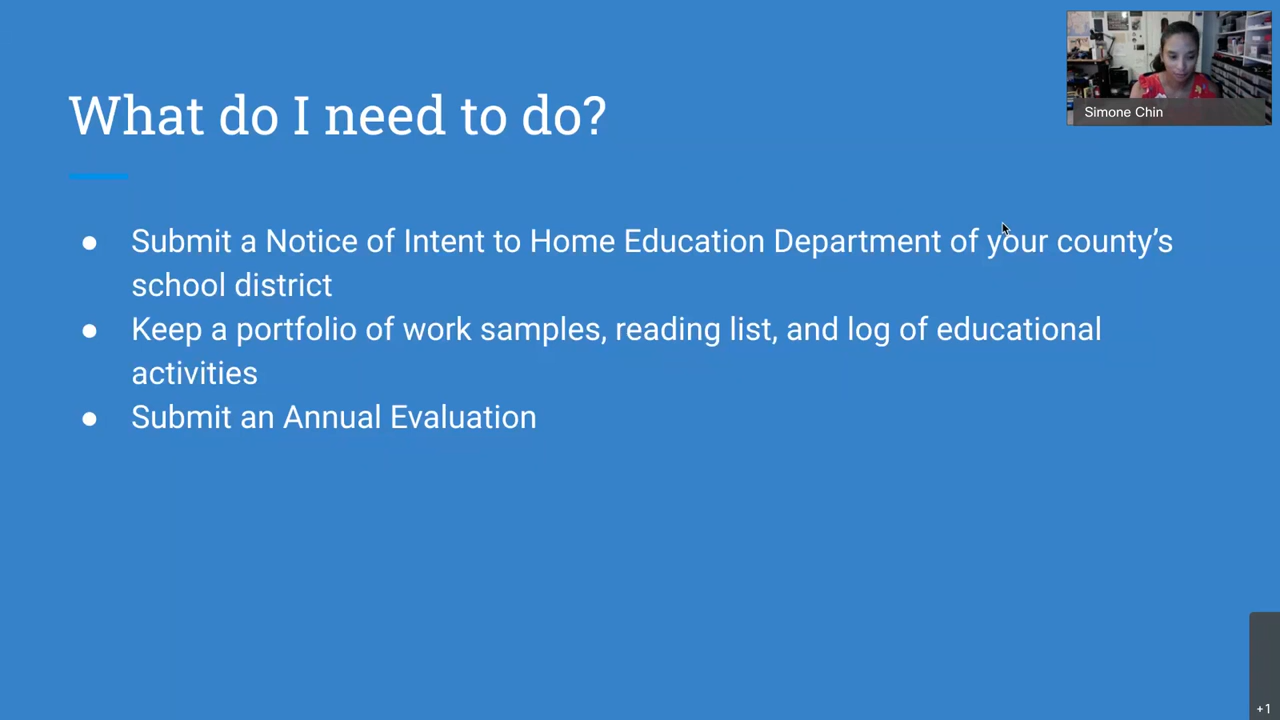 What do I need to do?
Simone Chin
● Submit a Notice of Intent to Home Education Department of your county’s
school district
● Keep a portfolio of work samples, reading list, and log of educational
activities
● Submit an Annual Evaluation
+1